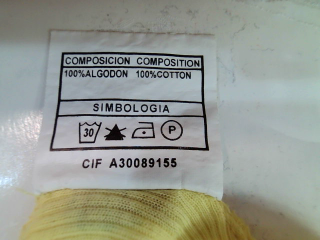 COMPOSICION COMPOSITION
100%ALGODON 100%COTTON
SIMBOLOGIA
30 P
CIF A30089155